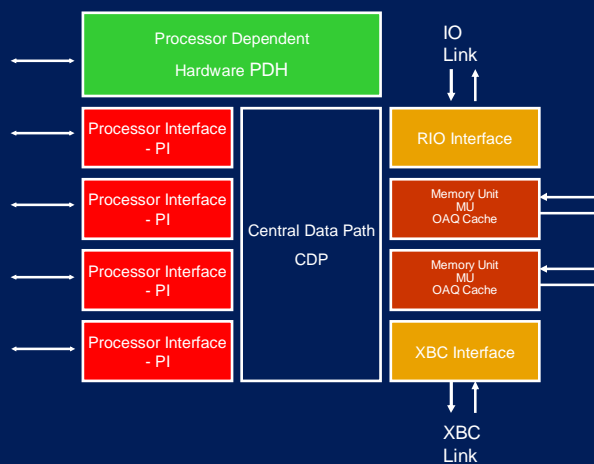 Processor Dependent
Hardware PDH
IO
Link
Processor Interface
- PI
RIO Interface
Processor Interface
- PI
Memory Unit
MU
OAQ Cache
Central Data Path
CDP
Processor Interface
- PI
Memory Unit
MU
OAQ Cache
Processor Interface
- PI
XBC Interface
XBC
Link